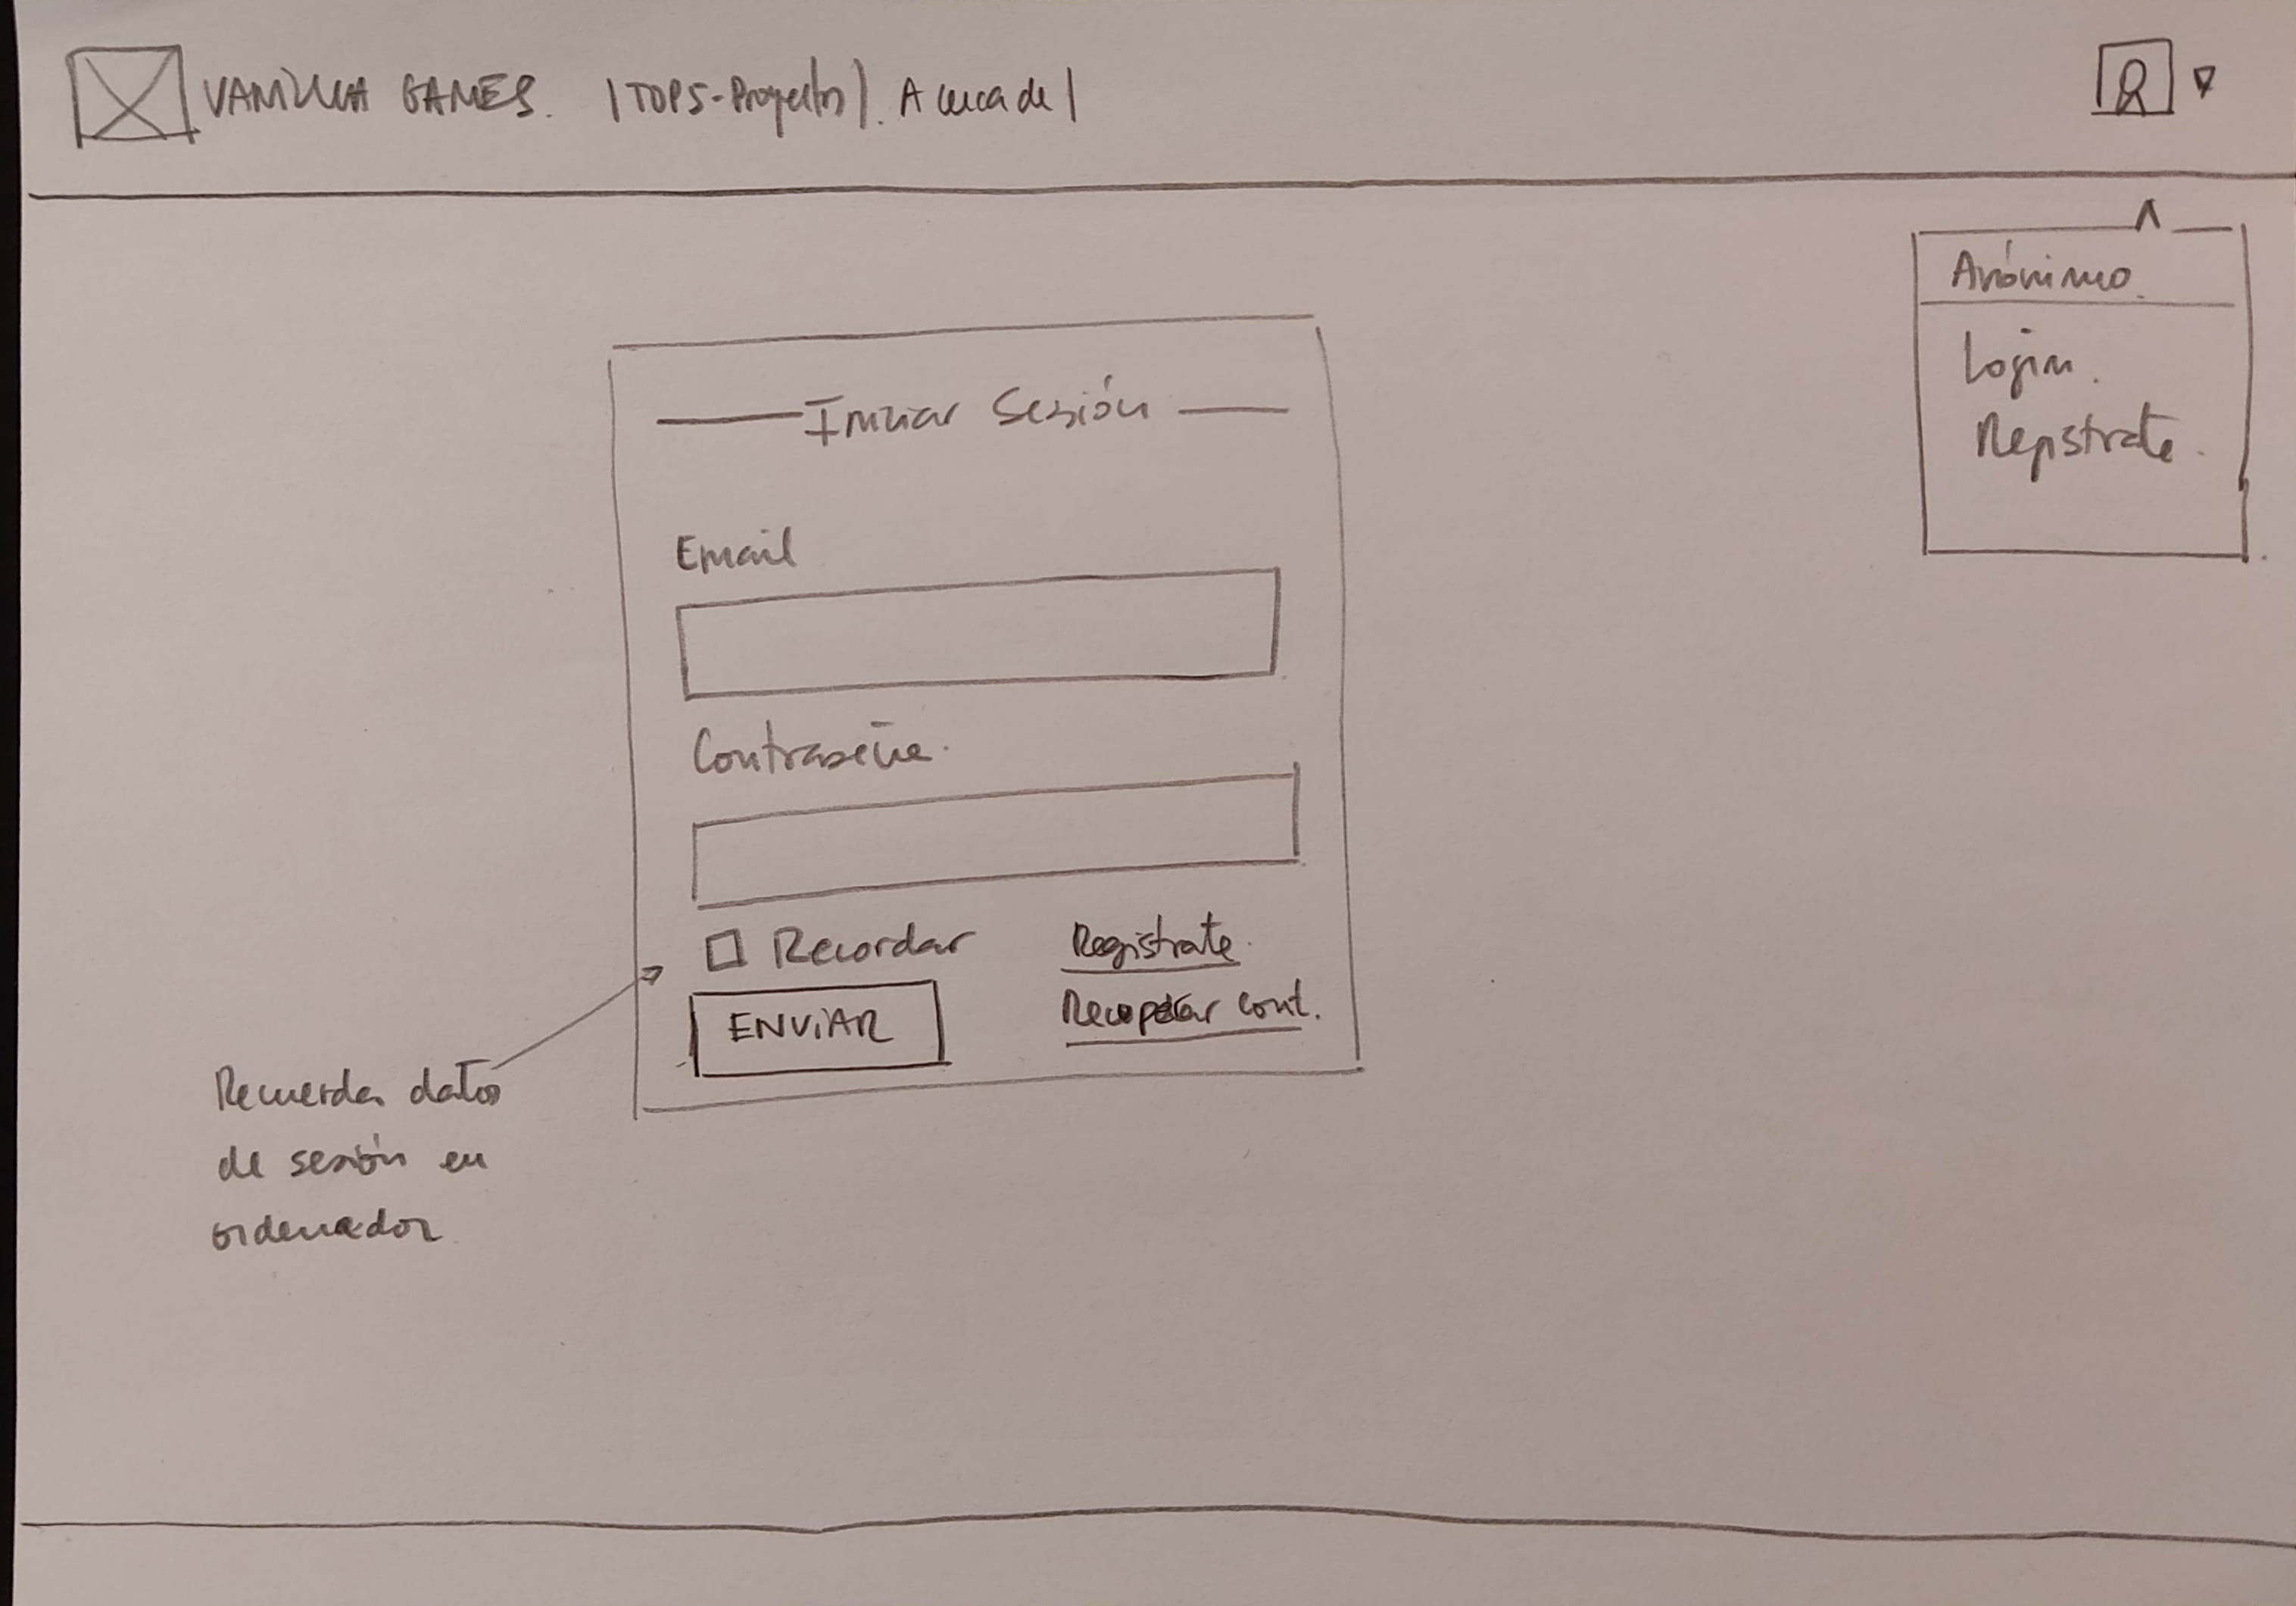 VANILLA GAMES. | TOP5-Proyectos |. Acerca de |
Anónimo.
Login.
Registrate.
Iniciar Sesión
Email
Contraseña.
Recordar
Registrate.
ENViAR
Recuperar cont.
Recuerda datos
de sesión en
ordenador